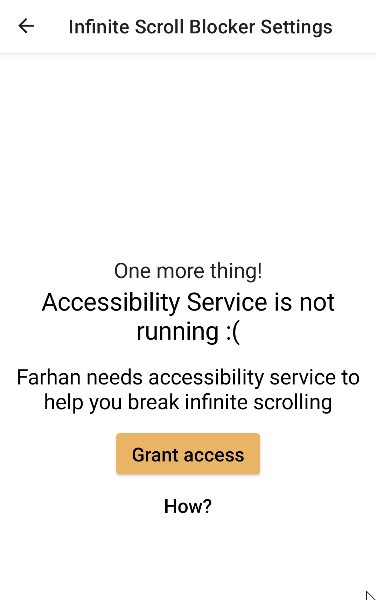 Infinite Scroll Blocker Settings
One more thing!
Accessibility Service is not
running :(
Farhan needs accessibility service to
help you break infinite scrolling
Grant access
How?